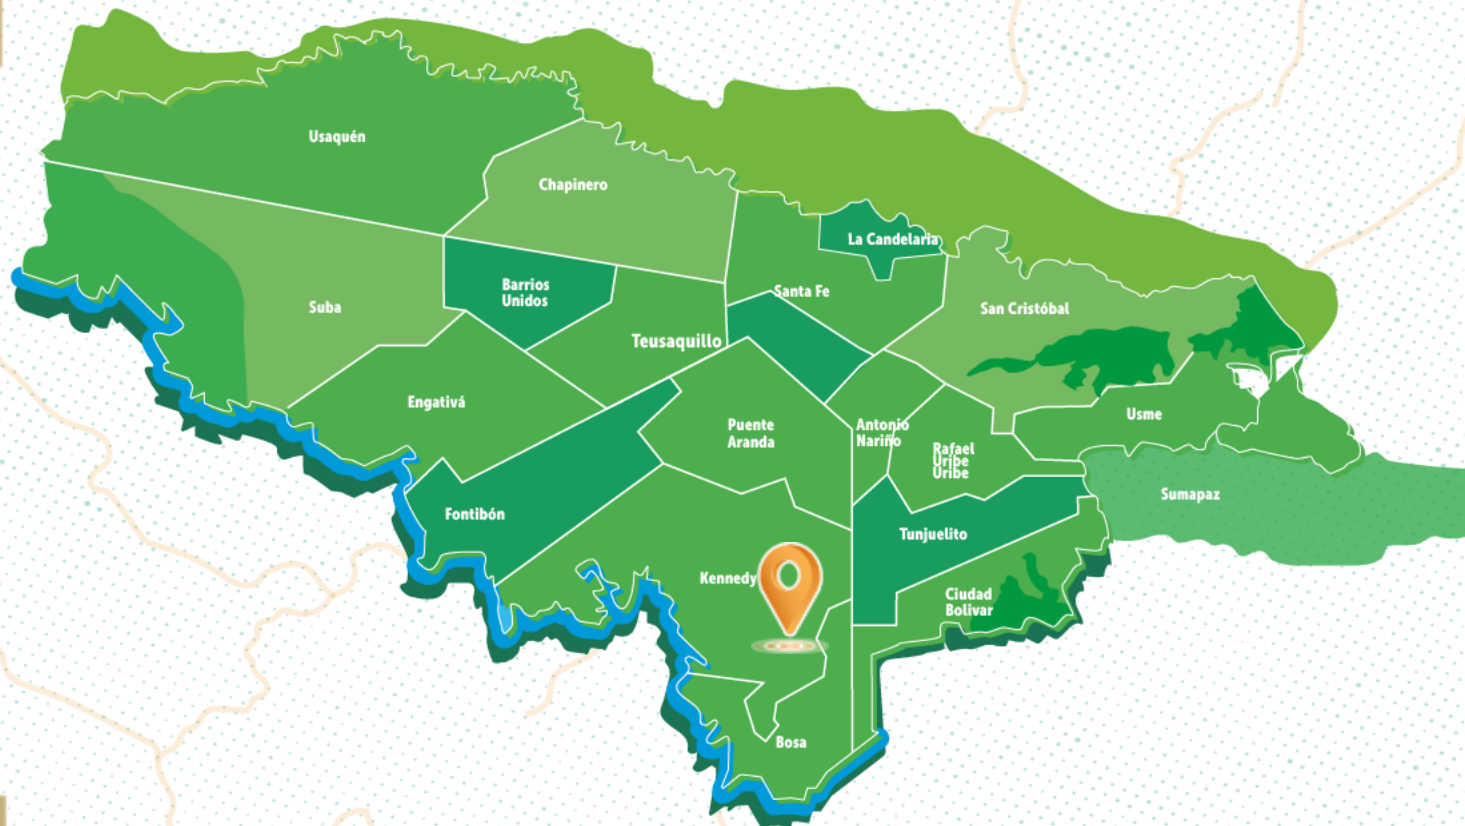 Usaquén
Chapinero
La Candelaria
Barrios
Unidos
Santa Fe
Suba
San Cristóbal
Teusaquillo
Engativá
Puente
Aranda
Antonio
Nariño
Usme
Rafael
Uribe
Uribe
Sumapaz
Fontibón
Tunjuelito
Kennedy
Ciudad
Bolivar
Bosa